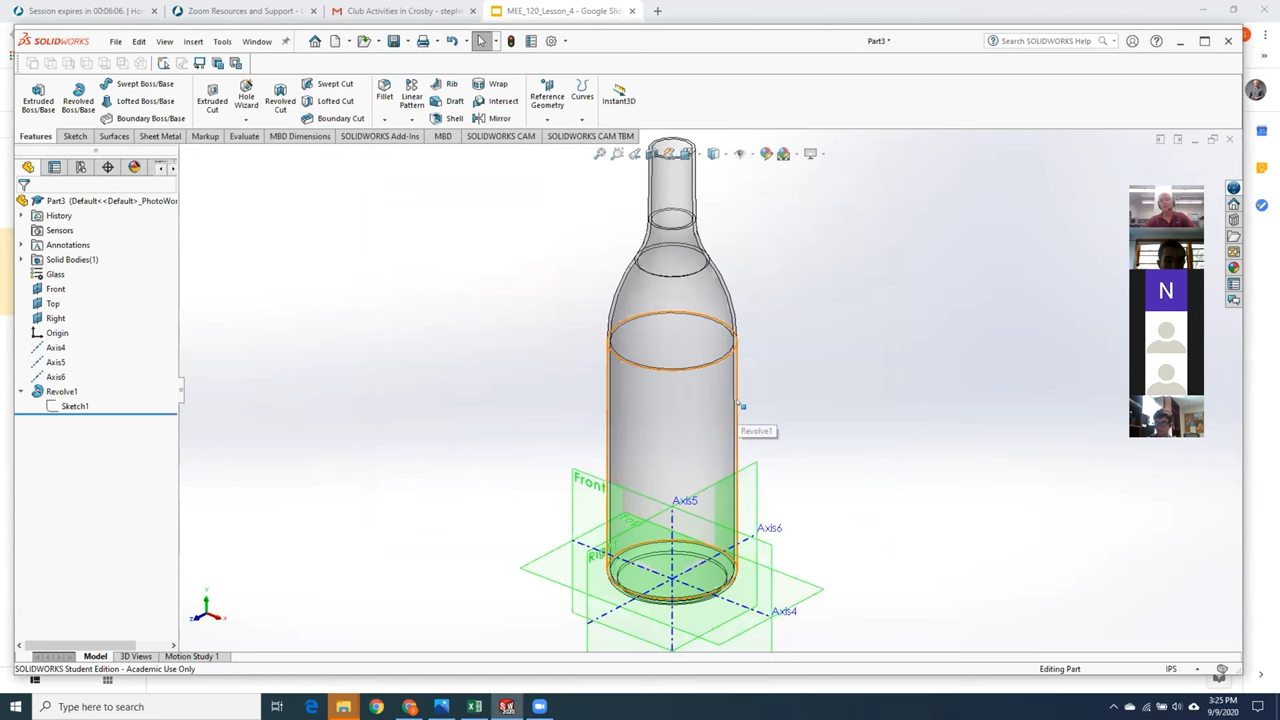 Session expires in 00:06:06. | Ho
Zoom Resources and Support -
Club Activities in Crosby - steph
MEE_120_Lesson_4 - Google Slid
SOLIDWORKS
File Edit View Insert Tools Window
Part3 *
Search SOLIDWORKS Help
Extruded Boss/Base
Revolved Boss/Base
Swept Boss/Base
Lofted Boss/Base
Boundary Boss/Base
Extruded Cut
Hole Wizard
Revolved Cut
Swept Cut
Lofted Cut
Boundary Cut
Fillet
Linear Pattern
Rib
Draft
Shell
Wrap
Intersect
Mirror
Reference Geometry
Curves
Instant3D
Features Sketch Surfaces Sheet Metal Markup Evaluate MBD Dimensions SOLIDWORKS Add-Ins MBD SOLIDWORKS CAM SOLIDWORKS CAM TBM
Part3 (Default<<Default>_PhotoWor
History
Sensors
Annotations
Solid Bodies(1)
Glass
Front
Top
Right
Origin
Axis4
Axis5
Axis6
Revolve1
Sketch1
N
Revolve1
Front
Top
Axis5
Axis6
Axis4
Y
Z
X
Model 3D Views Motion Study 1
SOLIDWORKS Student Edition - Academic Use Only
Editing Part
IPS
Type here to search
3:25 PM
9/9/2020